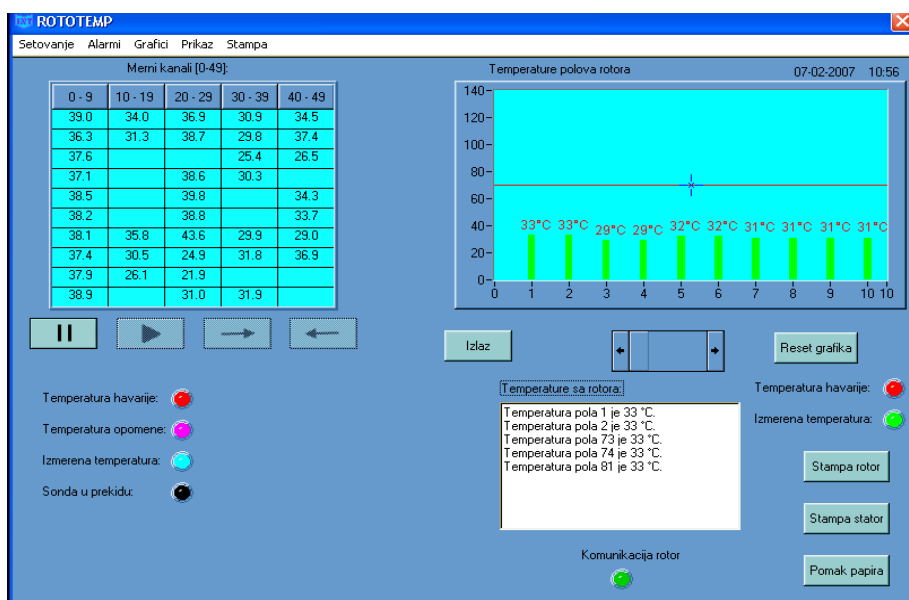 ROTOTEMP
Setovanje Alarmi Grafici Prikaz Stampa
Merni kanali [0-49]:
0 - 9 10 - 19 20 - 29 30 - 39 40 - 49
39.0 34.0 36.9 30.9 34.5
36.3 31.3 38.7 29.8 37.4
37.6 25.4 26.5
37.1 38.6 30.3
38.5 39.8 34.3
38.2 38.8 33.7
38.1 35.8 43.6 29.9 29.0
37.4 30.5 24.9 31.8 36.9
37.9 26.1 21.9
38.9 31.0 31.9
Temperatura havarije:
Temperatura opomene:
Izmerena temperatura:
Sonda u prekidu:
Temperature polova rotora 07-02-2007 10:56
140
120
100
80
60
40
20
0
33°C 33°C 29°C 29°C 32°C 32°C 31°C 31°C 31°C 31°C
0 1 2 3 4 5 6 7 8 9 10 10
Izlaz
Reset grafika
Temperature sa rotora:
Temperatura pola 1 je 33 °C.
Temperatura pola 2 je 33 °C.
Temperatura pola 73 je 33 °C.
Temperatura pola 74 je 33 °C.
Temperatura pola 81 je 33 °C.
Temperatura havarije:
Izmerena temperatura:
Stampa rotor
Stampa stator
Komunikacija rotor
Pomak papira